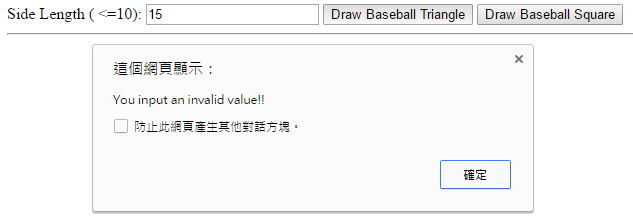 Side Length ( <=10): 15 Draw Baseball Triangle Draw Baseball Square
這個網頁顯示：
You input an invalid value!!
防止此網頁產生其他對話方塊。
確定